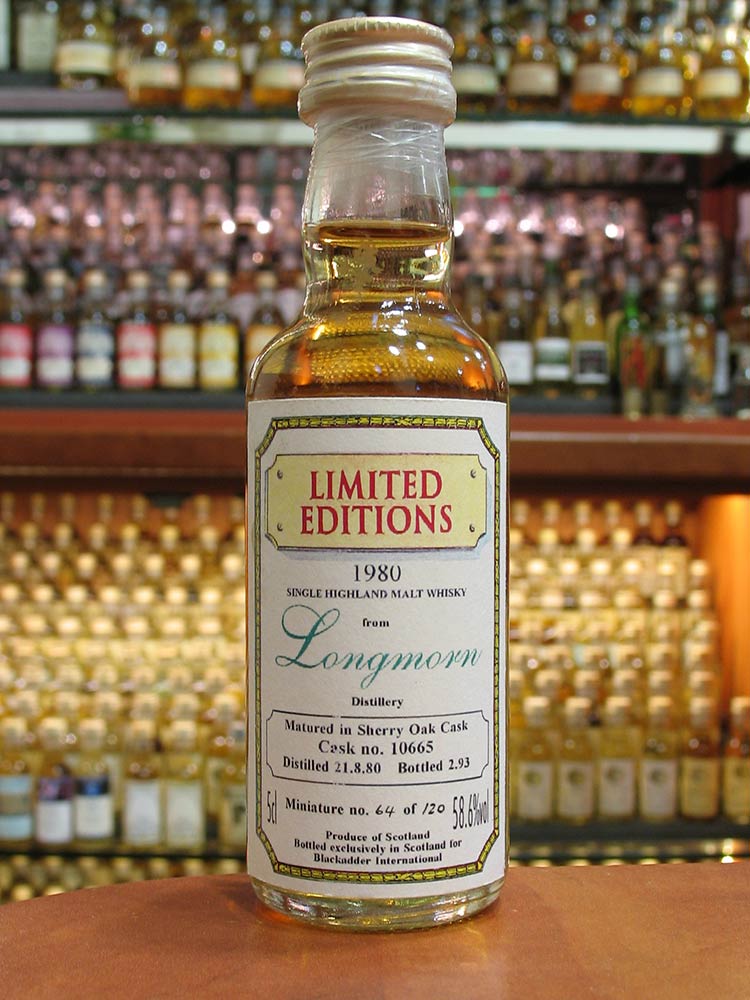 LIMITED
EDITIONS
1980
SINGLE HIGHLAND MALT WHISKY
from
Longmorn
Distillery
Matured in Sherry Oak Cask
Cask no. 10665
Distilled 21.8.80 Bottled 2.93
5cl Miniature no. 64 of 120 58.6%vol
Produce of Scotland
Bottled exclusively in Scotland for
Blackadder International